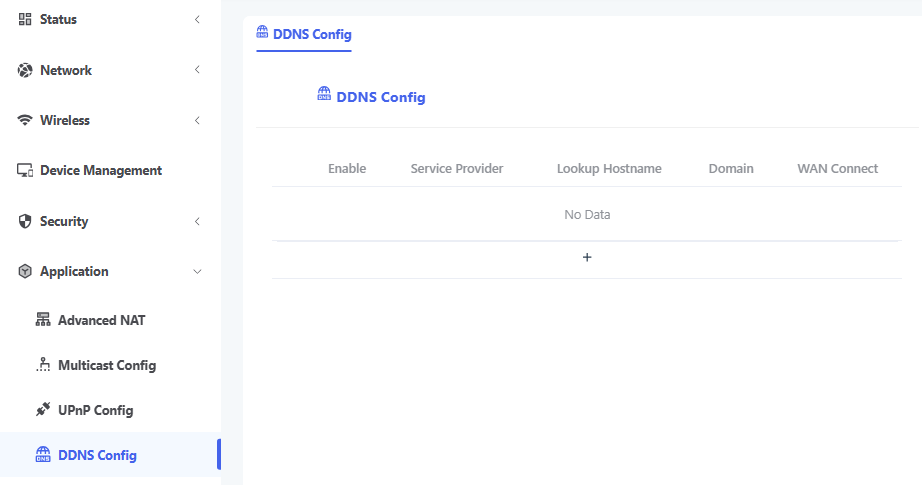 Status
Network
Wireless
Device Management
Security
Application
Advanced NAT
Multicast Config
UPnP Config
DDNS Config
DDNS Config
DDNS Config
Enable Service Provider Lookup Hostname Domain WAN Connect
No Data
+